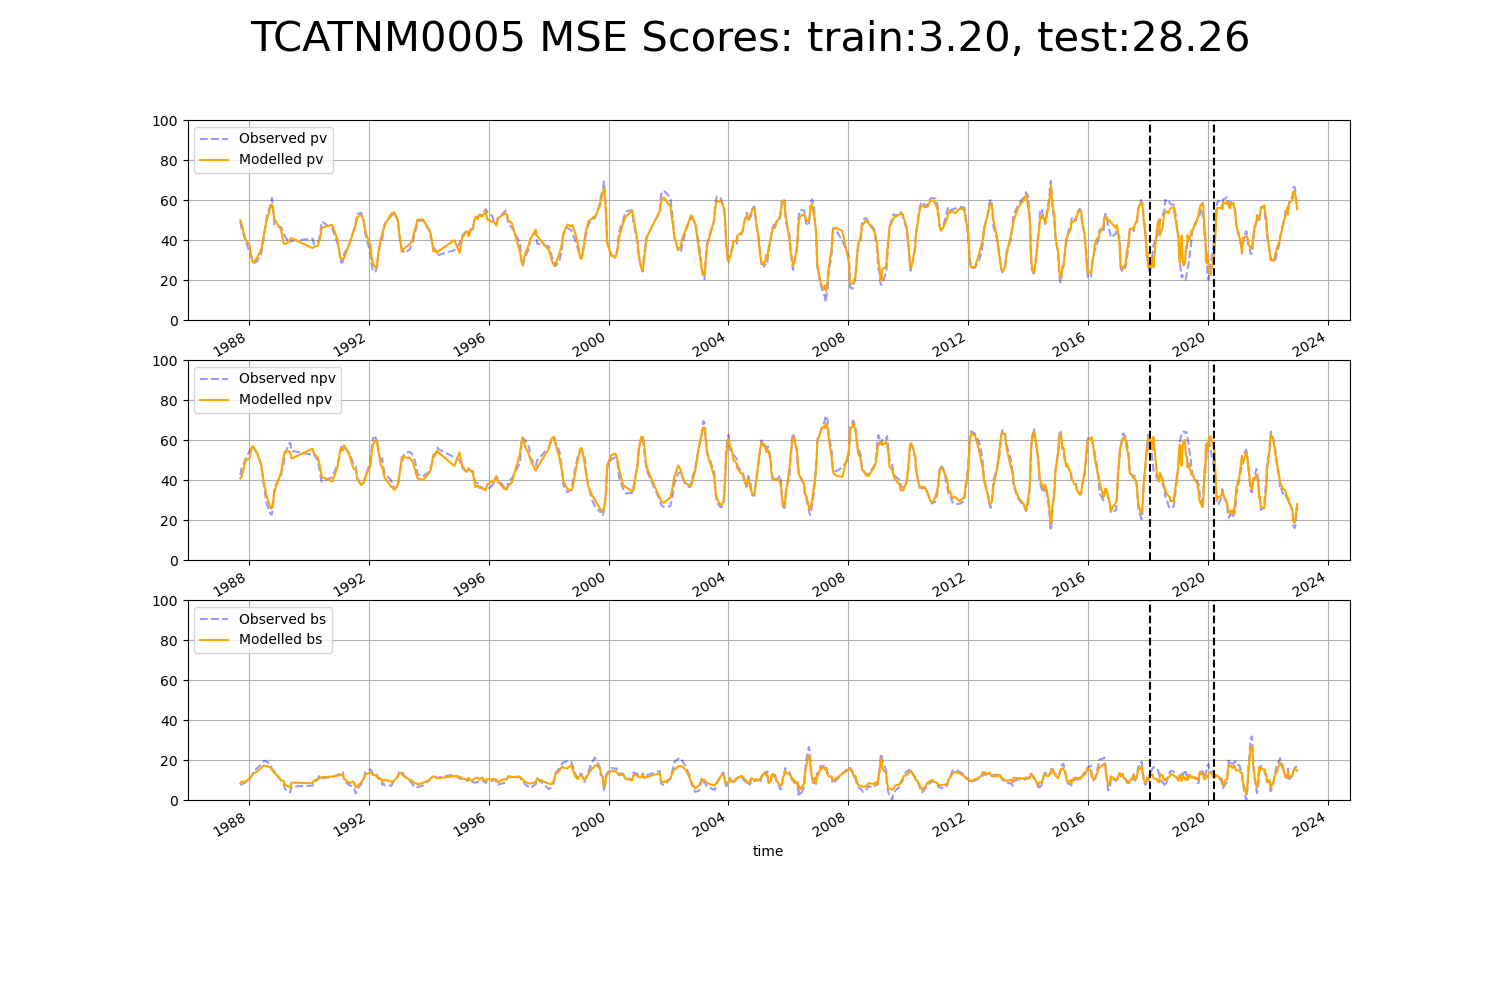 TCATNM0005 MSE Scores: train:3.20, test:28.26
100
80
60
40
20
0
Observed pv
Modelled pv
1988 1992 1996 2000 2004 2008 2012 2016 2020 2024
100
80
60
40
20
0
Observed npv
Modelled npv
1988 1992 1996 2000 2004 2008 2012 2016 2020 2024
100
80
60
40
20
0
Observed bs
Modelled bs
1988 1992 1996 2000 2004 2008 2012 2016 2020 2024
time